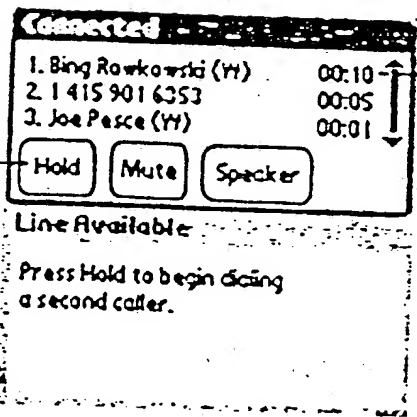 Connected
1. Bing Rawkowski (W) 00:10
2. 1 415 901 6353 00:05
3. Joe Pesce (W) 00:01
Hold Mute Speaker
Line Available
Press Hold to begin dialing
a second caller.